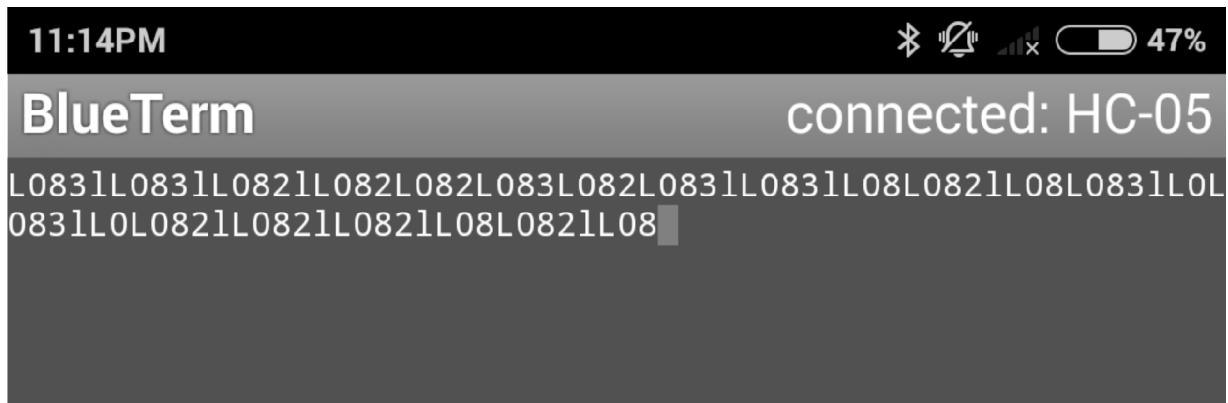 11:14PM 47%
BlueTerm connected: HC-05
L083lL083lL082lL082L082L083L082L083lL083lL08L082lL08L083lL0L
083lL0L082lL082lL082lL08L082lL08